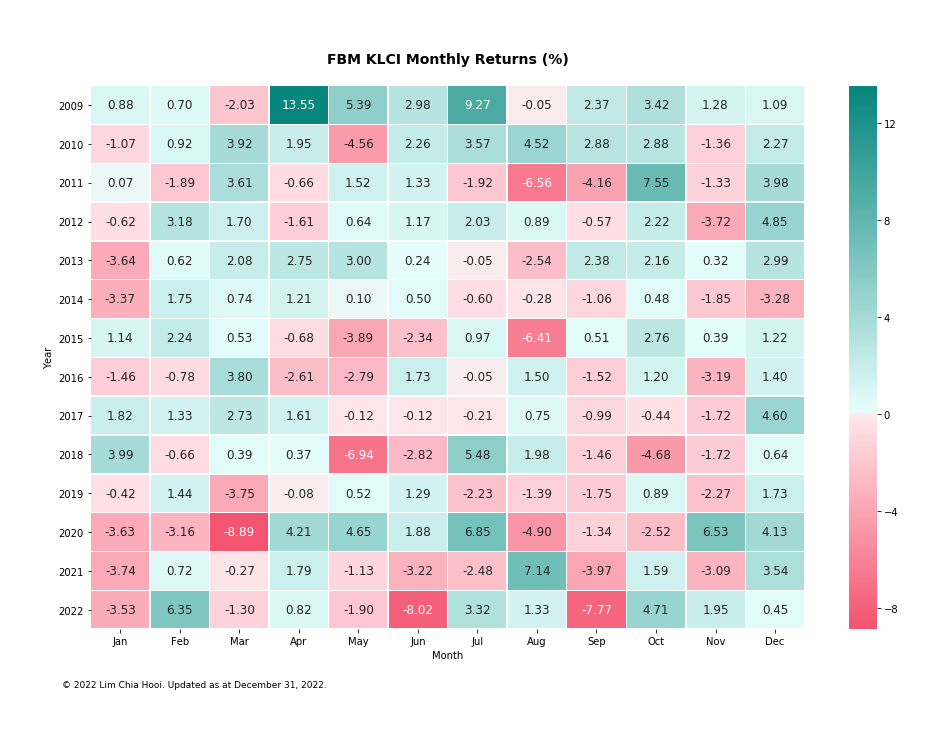 FBM KLCI Monthly Returns (%)
2009 0.88 0.70 -2.03 13.55 5.39 2.98 9.27 -0.05 2.37 3.42 1.28 1.09
2010 -1.07 0.92 3.92 1.95 -4.56 2.26 3.57 4.52 2.88 2.88 -1.36 2.27
2011 0.07 -1.89 3.61 -0.66 1.52 1.33 -1.92 -6.56 -4.16 7.55 -1.33 3.98
2012 -0.62 3.18 1.70 -1.61 0.64 1.17 2.03 0.89 -0.57 2.22 -3.72 4.85
2013 -3.64 0.62 2.08 2.75 3.00 0.24 -0.05 -2.54 2.38 2.16 0.32 2.99
2014 -3.37 1.75 0.74 1.21 0.10 0.50 -0.60 -0.28 -1.06 0.48 -1.85 -3.28
2015 1.14 2.24 0.53 -0.68 -3.89 -2.34 0.97 -6.41 0.51 2.76 0.39 1.22
2016 -1.46 -0.78 3.80 -2.61 -2.79 1.73 -0.05 1.50 -1.52 1.20 -3.19 1.40
2017 1.82 1.33 2.73 1.61 -0.12 -0.12 -0.21 0.75 -0.99 -0.44 -1.72 4.60
2018 3.99 -0.66 0.39 0.37 -6.94 -2.82 5.48 1.98 -1.46 -4.68 -1.72 0.64
2019 -0.42 1.44 -3.75 -0.08 0.52 1.29 -2.23 -1.39 -1.75 0.89 -2.27 1.73
2020 -3.63 -3.16 -8.89 4.21 4.65 1.88 6.85 -4.90 -1.34 -2.52 6.53 4.13
2021 -3.74 0.72 -0.27 1.79 -1.13 -3.22 -2.48 7.14 -3.97 1.59 -3.09 3.54
2022 -3.53 6.35 -1.30 0.82 -1.90 -8.02 3.32 1.33 -7.77 4.71 1.95 0.45
Jan Feb Mar Apr May Jun Jul Aug Sep Oct Nov Dec
Month
Year
12
8
4
0
−4
−8
© 2022 Lim Chia Hooi. Updated as at December 31, 2022.